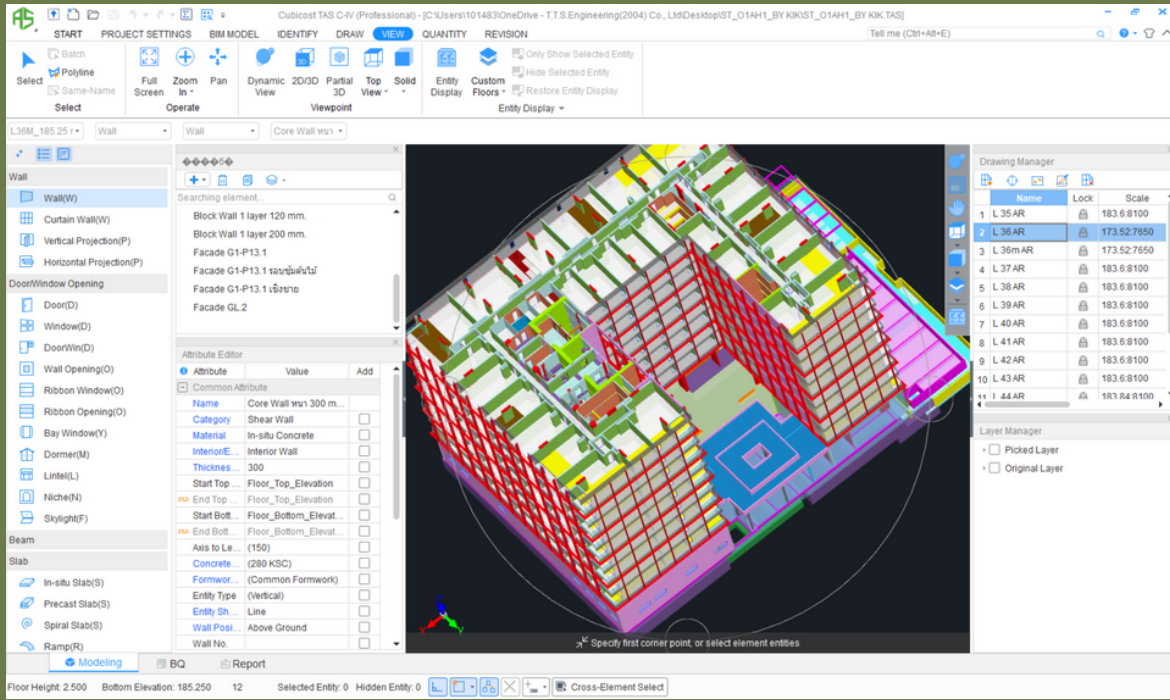 Cubicost TAS C-IV (Professional) - [C:\Users\101483\OneDrive - T.T.S.Engineering(2004) Co., Ltd\Desktop\ST_O1AH1_BY KIK\ST_O1AH1_BY KIK.TAS]
START PROJECT SETTINGS BIM MODEL IDENTIFY DRAW VIEW QUANTITY REVISION Tell me (Ctrl+Alt+E)
Select
Batch
Polyline
Same-Name
Full Screen
Zoom In
Pan
Dynamic View
2D/3D
Partial 3D
Top View
Solid
Entity Display
Custom Floors
Only Show Selected Entity
Hide Selected Entity
Restore Entity Display
Select Operate Viewpoint Entity Display
L36M_185.25 Wall Wall Core Wall หนา
Wall
Wall(W)
Curtain Wall(W)
Vertical Projection(P)
Horizontal Projection(P)
Door/Window Opening
Door(D)
Window(D)
DoorWin(D)
Wall Opening(O)
Ribbon Window(O)
Ribbon Opening(O)
Bay Window(Y)
Dormer(M)
Lintel(L)
Niche(N)
Skylight(F)
Beam
Slab
In-situ Slab(S)
Precast Slab(S)
Spiral Slab(S)
Ramp(R)
����б�
Searching element...
Block Wall 1 layer 120 mm.
Block Wall 1 layer 200 mm.
Facade G1-P13.1
Facade G1-P13.1 รอบซุ้มต้นไม้
Facade G1-P13.1 เชิงชาย
Facade GL.2
Attribute Editor
Attribute Value Add
Common Attribute
Name Core Wall หนา 300 m...
Category Shear Wall
Material In-situ Concrete
Interior/E... Interior Wall
Thicknes... 300
Start Top ... Floor_Top_Elevation
End Top ... Floor_Top_Elevation
Start Bott... Floor_Bottom_Elevat...
End Bott... Floor_Bottom_Elevat...
Axis to Le... (150)
Concrete... (280 KSC)
Formwor... (Common Formwork)
Entity Type (Vertical)
Entity Sh... Line
Wall Posi... Above Ground
Wall No.
3D
Specify first corner point, or select element entities
Drawing Manager
Name Lock Scale
1 L 35 AR 183.6:8100
2 L 36 AR 173.52:7650
3 L 36m AR 173.52:7650
4 L 37 AR 183.6:8100
5 L 38 AR 183.6:8100
6 L 39 AR 183.6:8100
7 L 40 AR 183.6:8100
8 L 41 AR 183.6:8100
9 L 42 AR 183.6:8100
10 L 43 AR 183.6:8100
11 L 44 AR 183.84:8100
Layer Manager
Picked Layer
Original Layer
Modeling BQ Report
Floor Height: 2.500 Bottom Elevation: 185.250 12 Selected Entity: 0 Hidden Entity: 0 Cross-Element Select